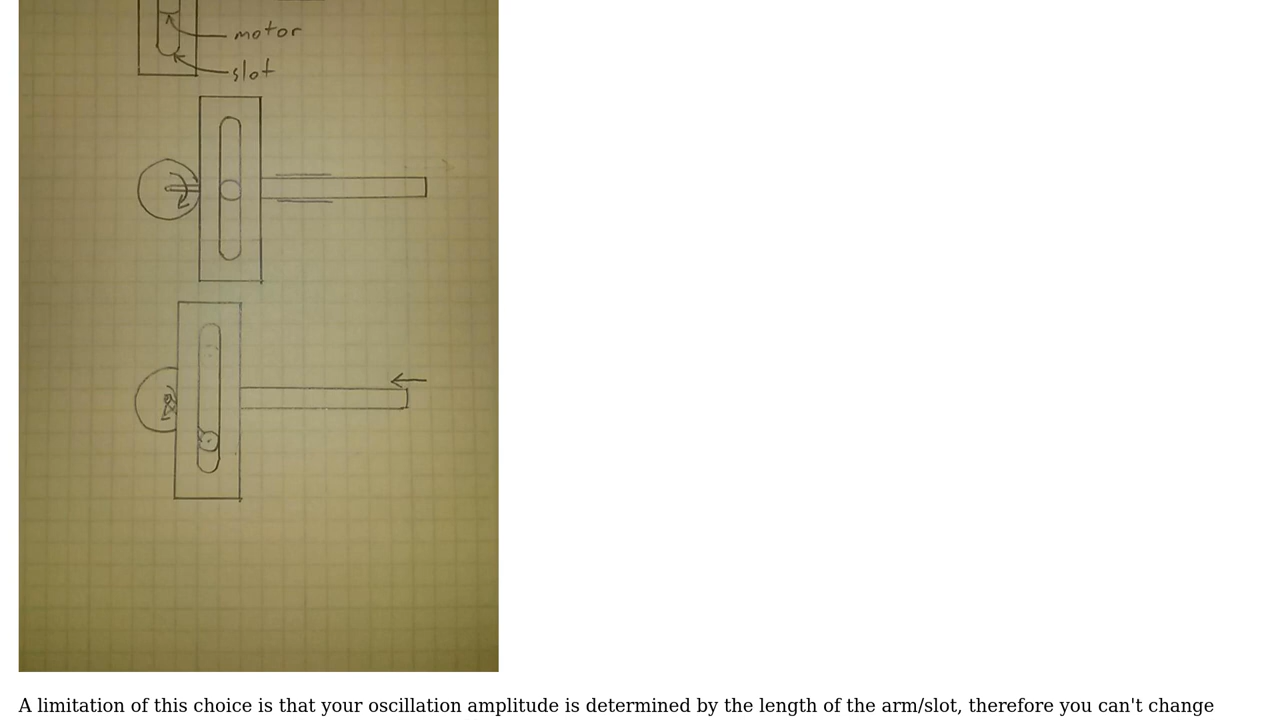 motor
slot
A limitation of this choice is that your oscillation amplitude is determined by the length of the arm/slot, therefore you can't change